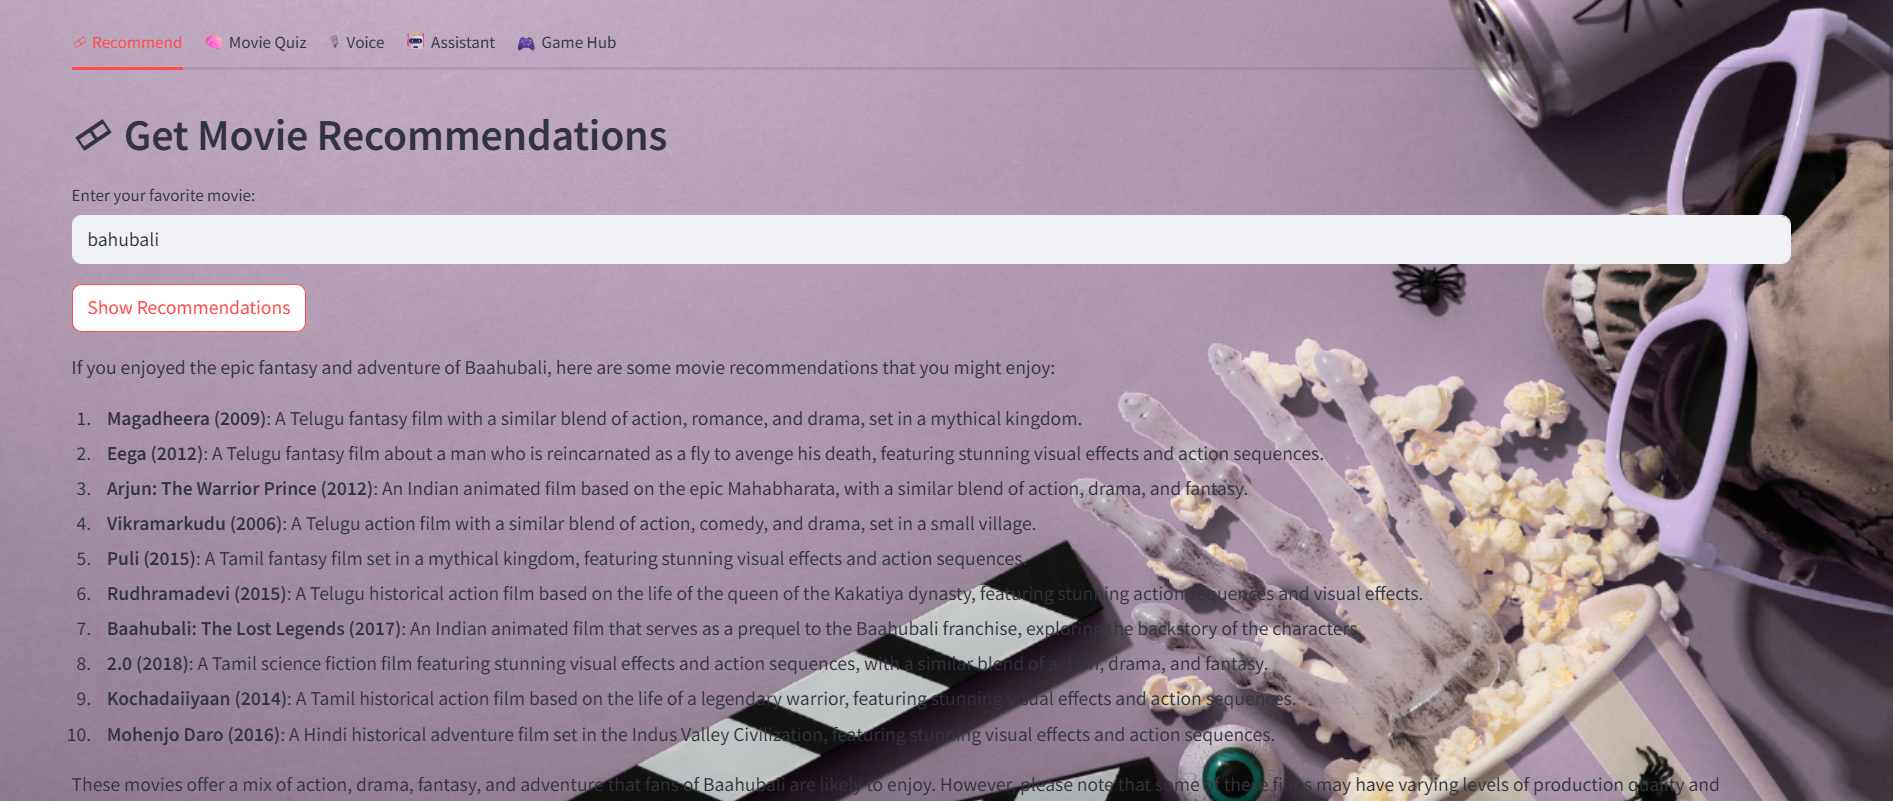 Recommend Movie Quiz Voice Assistant Game Hub
Get Movie Recommendations
Enter your favorite movie:
bahubali
Show Recommendations
If you enjoyed the epic fantasy and adventure of Baahubali, here are some movie recommendations that you might enjoy:
1. Magadheera (2009): A Telugu fantasy film with a similar blend of action, romance, and drama, set in a mythical kingdom.
2. Eega (2012): A Telugu fantasy film about a man who is reincarnated as a fly to avenge his death, featuring stunning visual effects and action sequences.
3. Arjun: The Warrior Prince (2012): An Indian animated film based on the epic Mahabharata, with a similar blend of action, drama, and fantasy.
4. Vikramarkudu (2006): A Telugu action film with a similar blend of action, comedy, and drama, set in a small village.
5. Puli (2015): A Tamil fantasy film set in a mythical kingdom, featuring stunning visual effects and action sequences.
6. Rudhramadevi (2015): A Telugu historical action film based on the life of the queen of the Kakatiya dynasty, featuring stunning action sequences and visual effects.
7. Baahubali: The Lost Legends (2017): An Indian animated film that serves as a prequel to the Baahubali franchise, exploring the backstory of the characters.
8. 2.0 (2018): A Tamil science fiction film featuring stunning visual effects and action sequences, with a similar blend of action, drama, and fantasy.
9. Kochadaiiyaan (2014): A Tamil historical action film based on the life of a legendary warrior, featuring stunning visual effects and action sequences.
10. Mohenjo Daro (2016): A Hindi historical adventure film set in the Indus Valley Civilization, featuring stunning visual effects and action sequences.
These movies offer a mix of action, drama, fantasy, and adventure that fans of Baahubali are likely to enjoy. However, please note that some of these films may have varying levels of production quality and